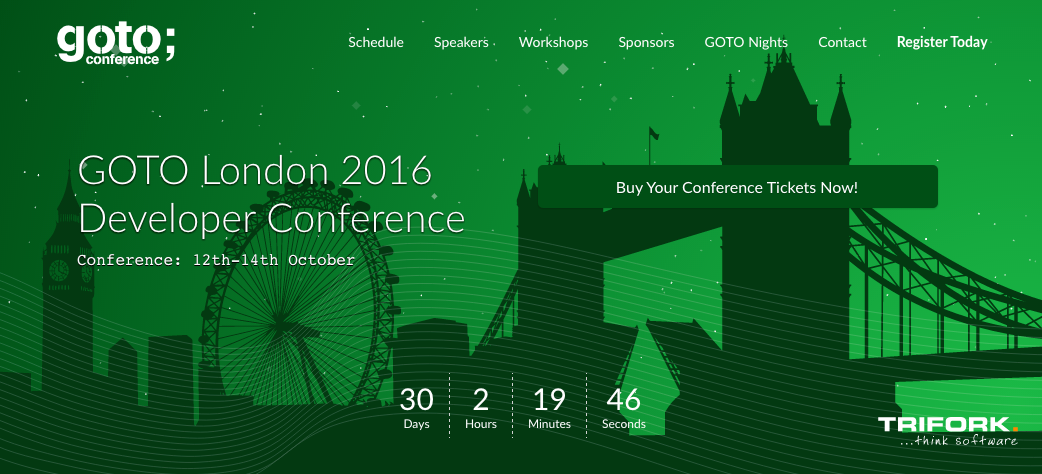 goto;
conference
Schedule Speakers Workshops Sponsors GOTO Nights Contact Register Today
GOTO London 2016
Developer Conference
Conference: 12th-14th October
Buy Your Conference Tickets Now!
30 2 19 46
Days Hours Minutes Seconds
TRIFORK.
...think software